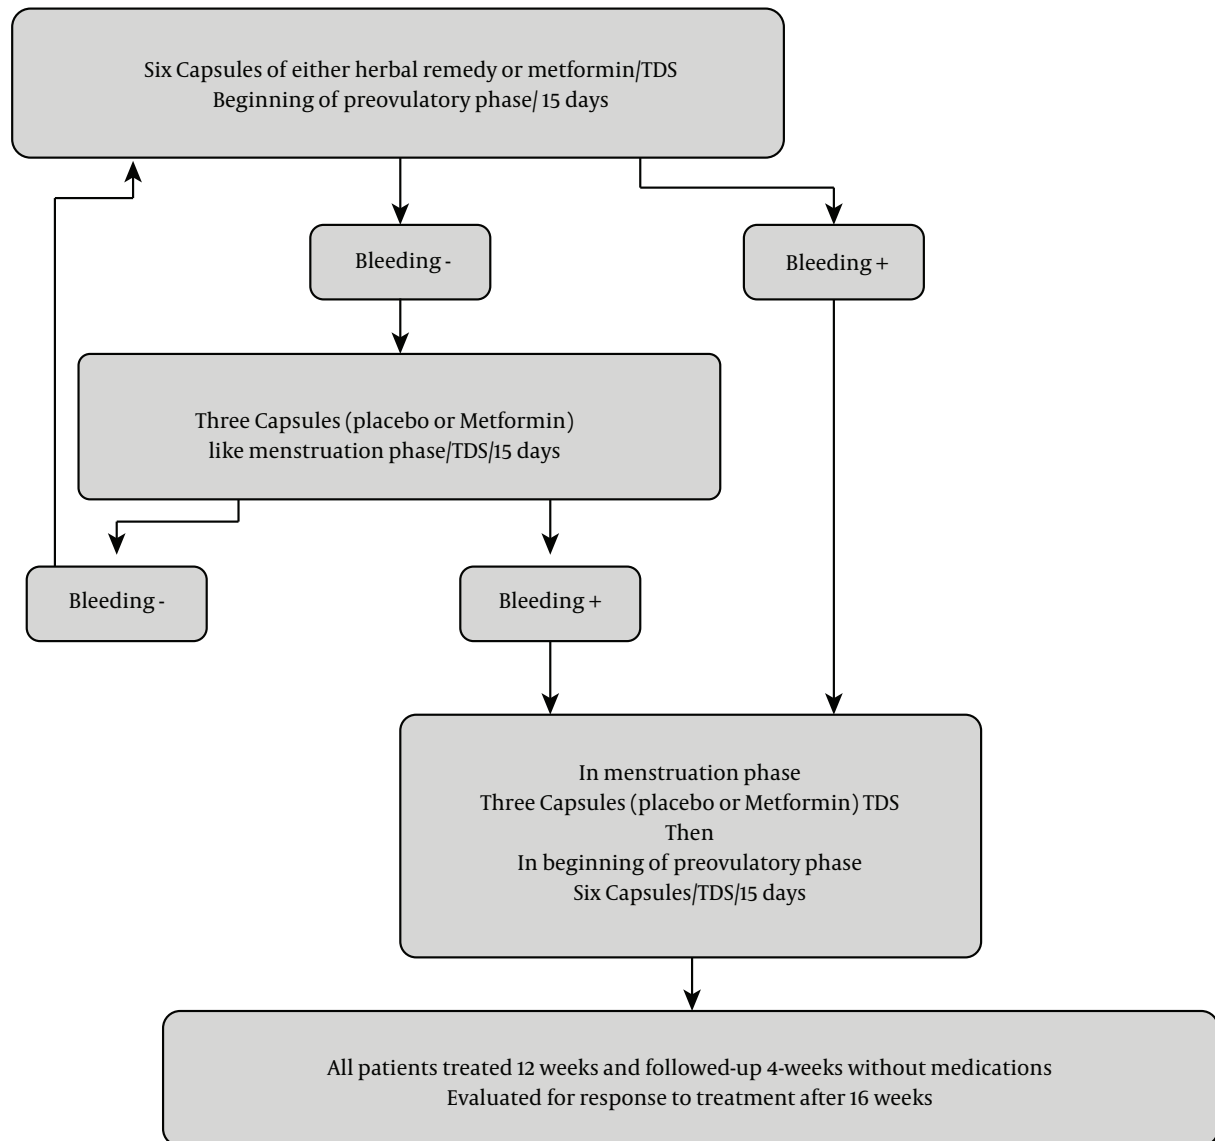 Six Capsules of either herbal remedy or metformin/TDS
Beginning of preovulatory phase/ 15 days
Bleeding -
Bleeding +
Three Capsules (placebo or Metformin)
like menstruation phase/TDS/15 days
Bleeding -
Bleeding +
In menstruation phase
Three Capsules (placebo or Metformin) TDS
Then
In beginning of preovulatory phase
Six Capsules/TDS/15 days
All patients treated 12 weeks and followed-up 4-weeks without medications
Evaluated for response to treatment after 16 weeks